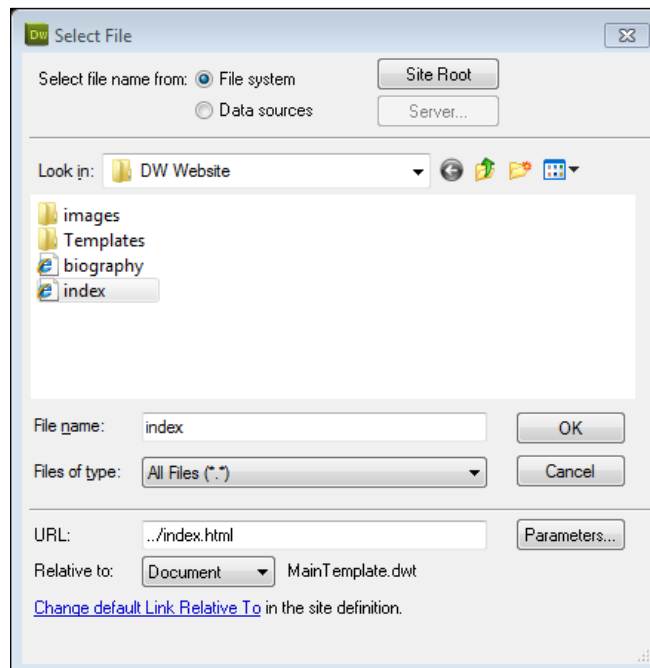 Dw Select File
Select file name from: File system Site Root
Data sources Server...
Look in: DW Website
images
Templates
biography
index
File name: index OK
Files of type: All Files (*.*) Cancel
URL: ../index.html Parameters...
Relative to: Document MainTemplate.dwt
Change default Link Relative To in the site definition.